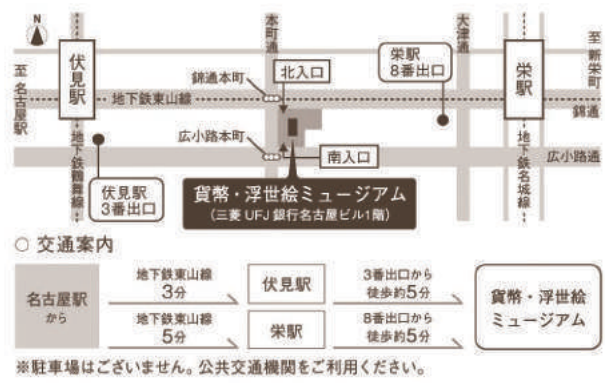 N
本町通
大津通
至 名古屋駅
伏見駅
錦通本町
北入口
栄駅
8番出口
栄駅
至 新栄町
地下鉄東山線
錦通
広小路本町
南入口
広小路通
地下鉄鶴舞線
伏見駅
3番出口
地下鉄名城線
貨幣・浮世絵ミュージアム
(三菱UFJ銀行名古屋ビル1階)
○ 交通案内
名古屋駅
から
地下鉄東山線
3分
伏見駅
3番出口から
徒歩約5分
地下鉄東山線
5分
栄駅
8番出口から
徒歩約5分
貨幣・浮世絵
ミュージアム
※駐車場はございません。公共交通機関をご利用ください。